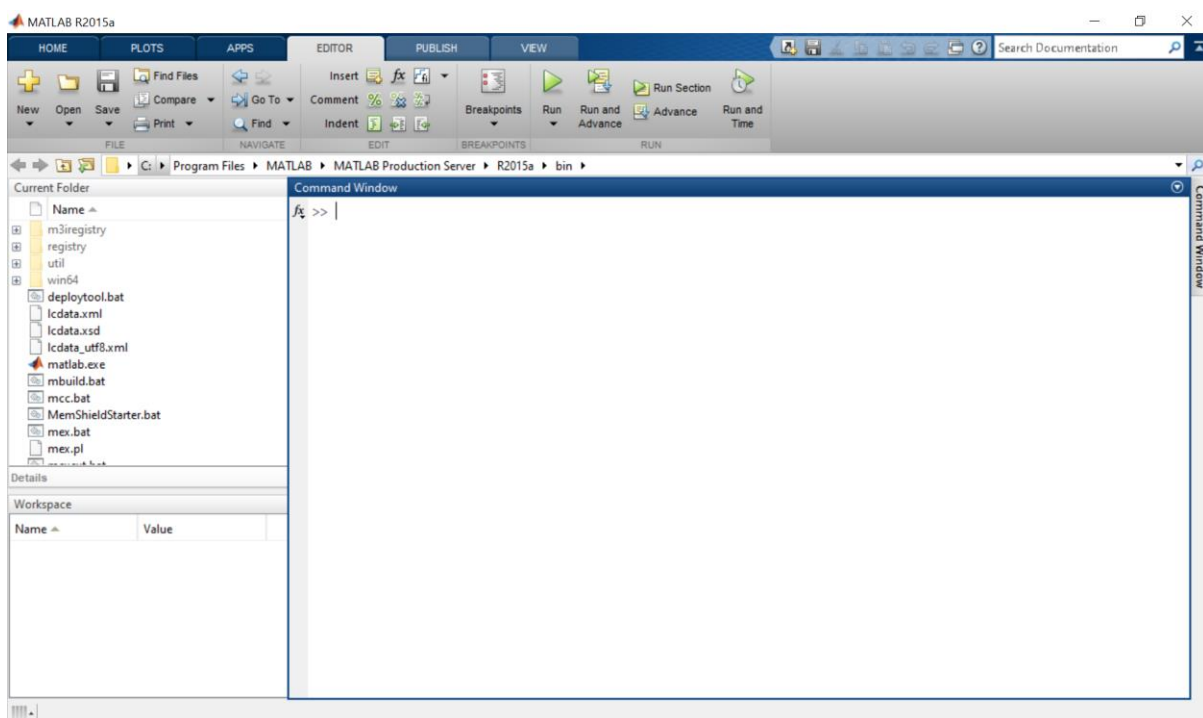 MATLAB R2015a
HOME PLOTS APPS EDITOR PUBLISH VIEW
Search Documentation
New Open Save
Find Files
Compare
Print
Go To
Find
Insert fx
Comment
Indent
Breakpoints
Run
Run and Advance
Run Section
Advance
Run and Time
FILE NAVIGATE EDIT BREAKPOINTS RUN
C: Program Files MATLAB MATLAB Production Server R2015a bin
Current Folder
Name
m3iregistry
registry
util
win64
deploytool.bat
lcdata.xml
lcdata.xsd
lcdata_utf8.xml
matlab.exe
mbuild.bat
mcc.bat
MemShieldStarter.bat
mex.bat
mex.pl
Details
Workspace
Name Value
Command Window
fx >>
Command Window